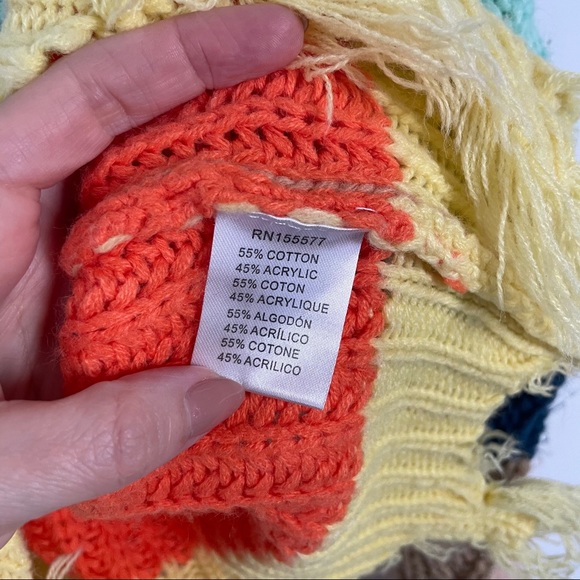 RN155577
55% COTTON
45% ACRYLIC
55% COTON
45% ACRYLIQUE
55% ALGODÓN
45% ACRÍLICO
55% COTONE
45% ACRILICO